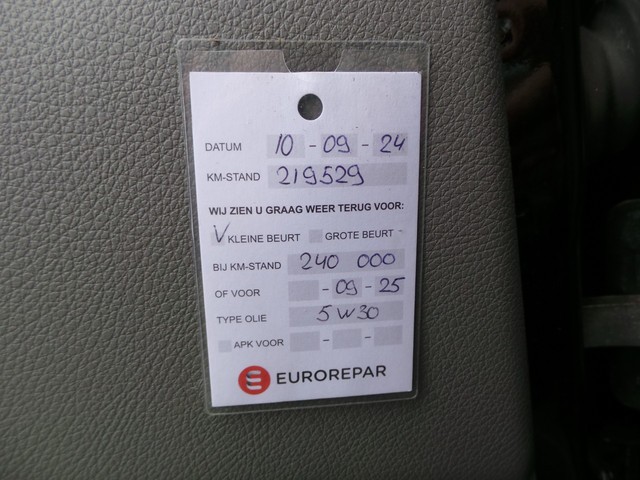 DATUM 10 - 09 - 24
KM-STAND 219529
WIJ ZIEN U GRAAG WEER TERUG VOOR:
V KLEINE BEURT GROTE BEURT
BIJ KM-STAND 240 000
OF VOOR - 09 - 25
TYPE OLIE 5W30
APK VOOR - -
EUROREPAR